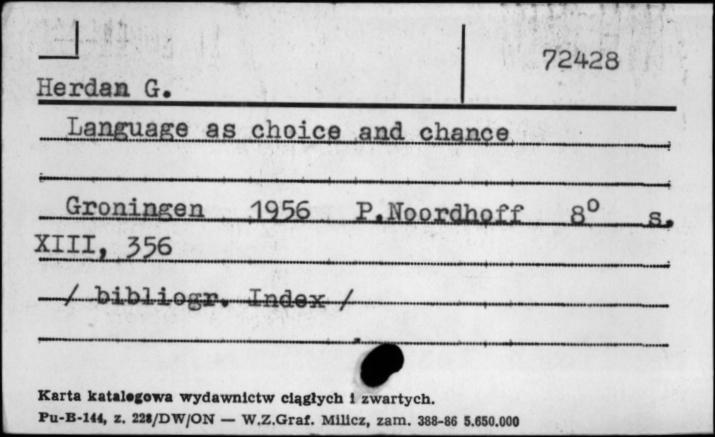 72428
Herdan G.
Language as choice and chance
Groningen 1956 P.Noordhoff 8° s.
XIII, 356
/ bibliogr. Index /
Karta katalogowa wydawnictw ciągłych i zwartych.
Pu-B-144, z. 228/DW/ON — W.Z.Graf. Milicz, zam. 388-86 5.650.000